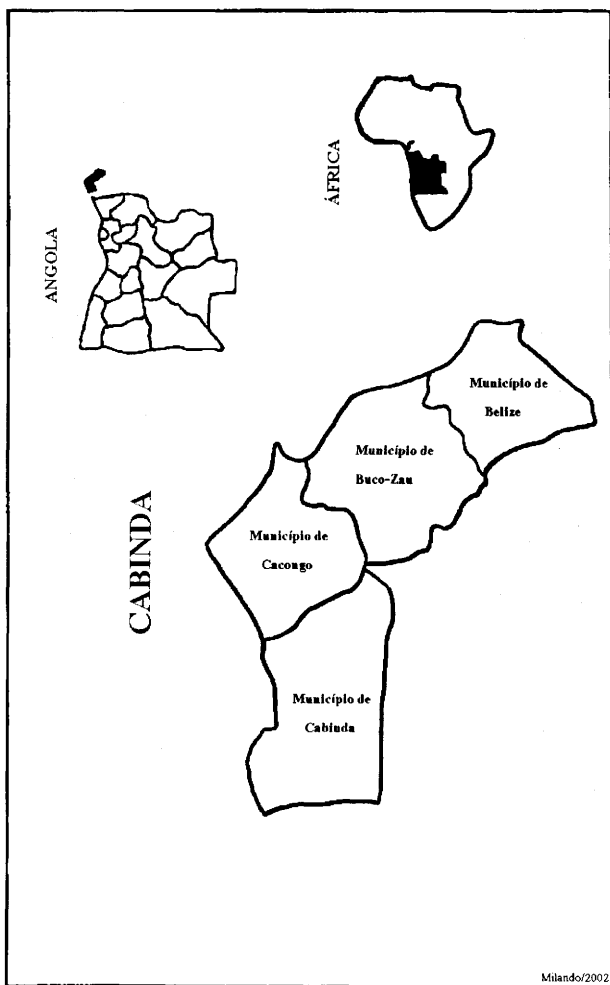 ÁFRICA
ANGOLA
CABINDA
Município de
Belize
Município de
Buco-Zau
Município de
Cacongo
Município de
Cabinda
Milando/2002